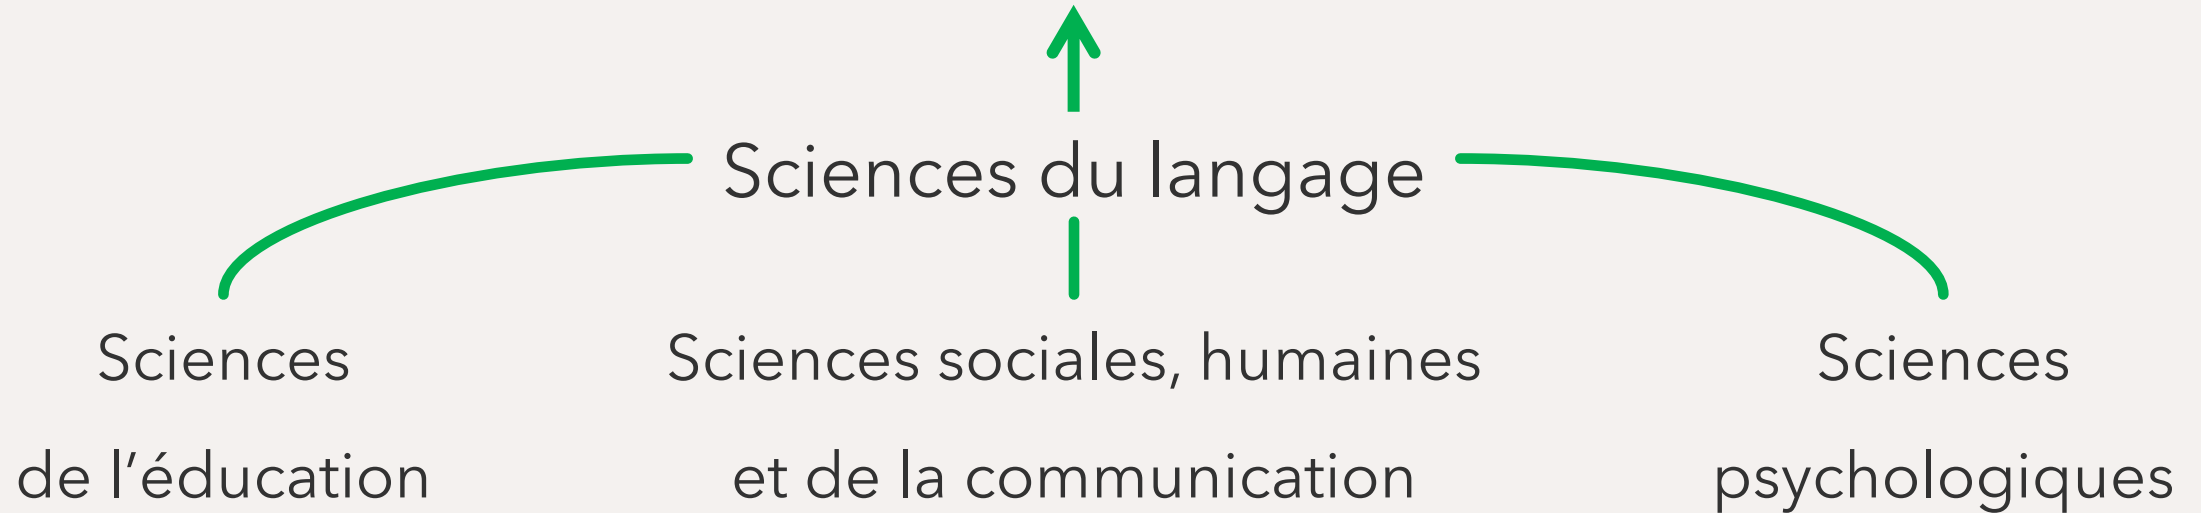 Sciences du langage
Sciences
de l’éducation
Sciences sociales, humaines
et de la communication
Sciences
psychologiques